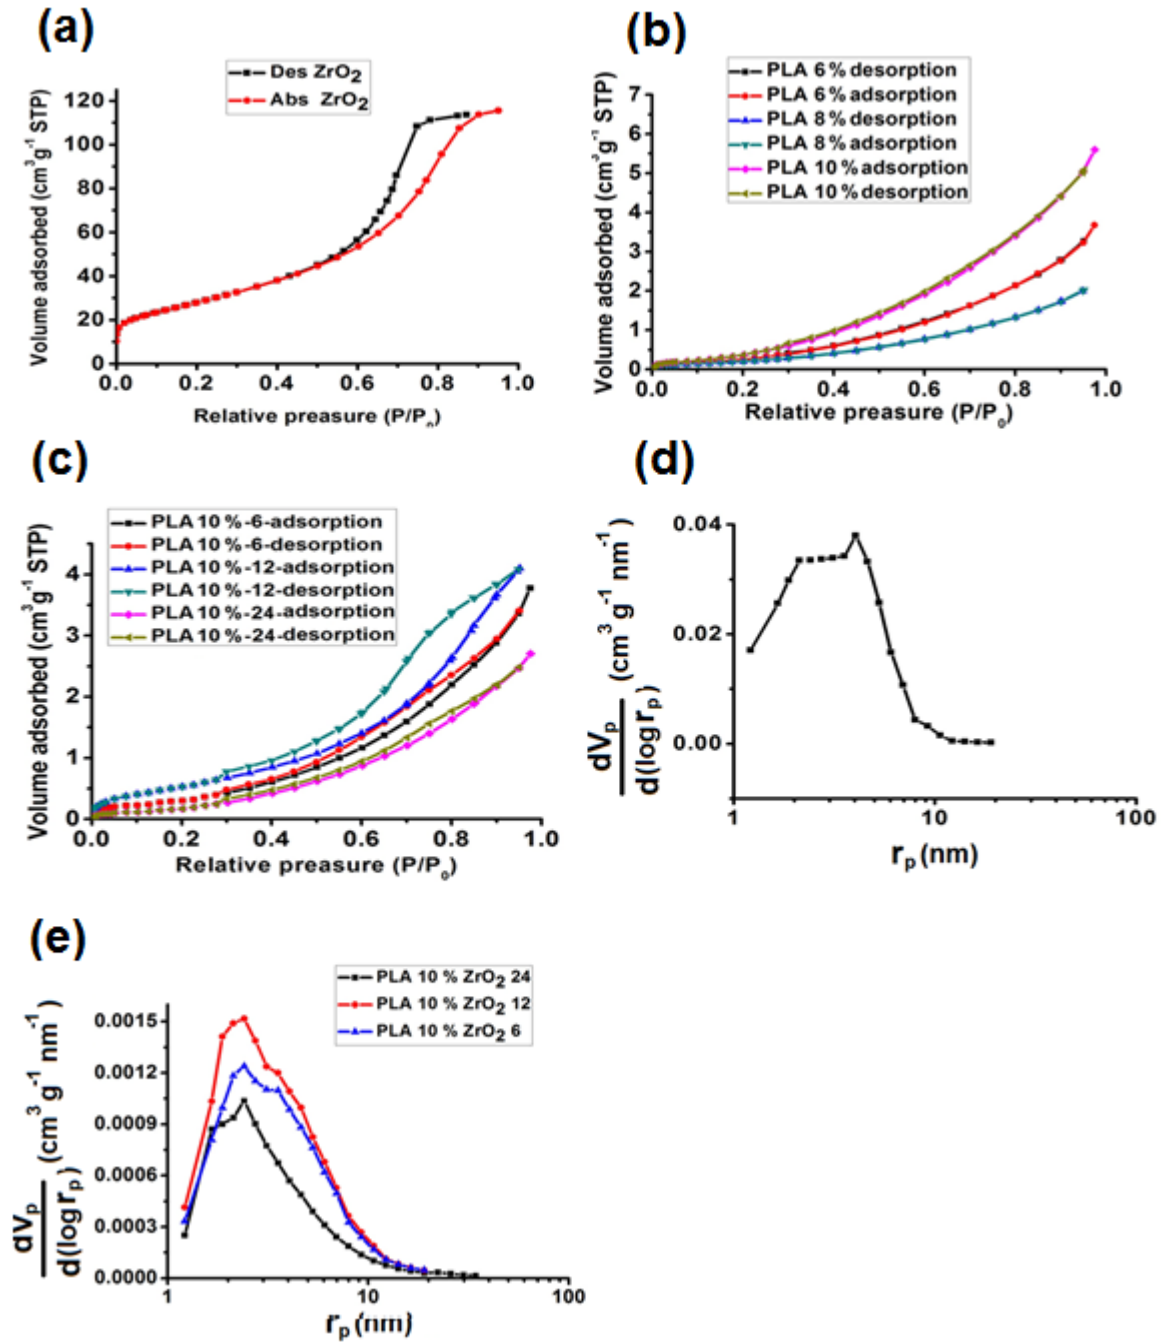 (a)
Des ZrO2
Abs ZrO2
120
100
80
60
40
20
0
0.0 0.2 0.4 0.6 0.8 1.0
Volume adsorbed (cm3g-1 STP)
Relative preasure (P/P0)
(b)
PLA 6% desorption
PLA 6% adsorption
PLA 8% desorption
PLA 8% adsorption
PLA 10% adsorption
PLA 10% desorption
7
6
5
4
3
2
1
0
0.0 0.2 0.4 0.6 0.8 1.0
Volume adsorbed (cm3g-1 STP)
Relative preasure (P/P0)
(c)
PLA 10 %-6-adsorption
PLA 10 %-6-desorption
PLA 10 %-12-adsorption
PLA 10 %-12-desorption
PLA 10 %-24-adsorption
PLA 10 %-24-desorption
4
3
2
1
0
0.0 0.2 0.4 0.6 0.8 1.0
Volume adsorbed (cm3g-1 STP)
Relative preasure (P/P0)
(d)
0.04
0.02
0.00
1 10 100
dVp
d(log rp)
(cm3 g-1 nm-1)
rp (nm)
(e)
PLA 10 % ZrO2 24
PLA 10 % ZrO2 12
PLA 10 % ZrO2 6
0.0015
0.0012
0.0009
0.0006
0.0003
0.0000
1 10 100
dVp
d(log rp)
(cm3 g-1 nm-1)
rp (nm)